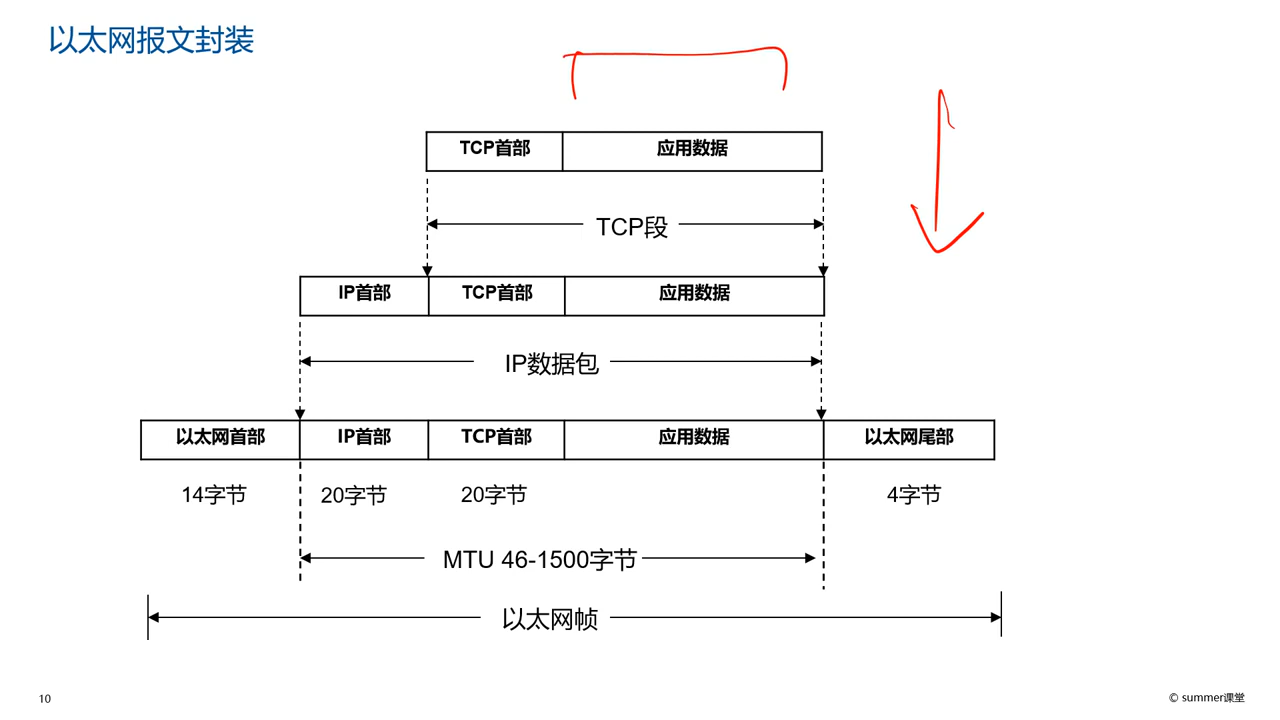 以太网报文封装
TCP首部 应用数据
TCP段
IP首部 TCP首部 应用数据
IP数据包
以太网首部 IP首部 TCP首部 应用数据 以太网尾部
14字节 20字节 20字节 4字节
MTU 46-1500字节
以太网帧
10
© summer课堂